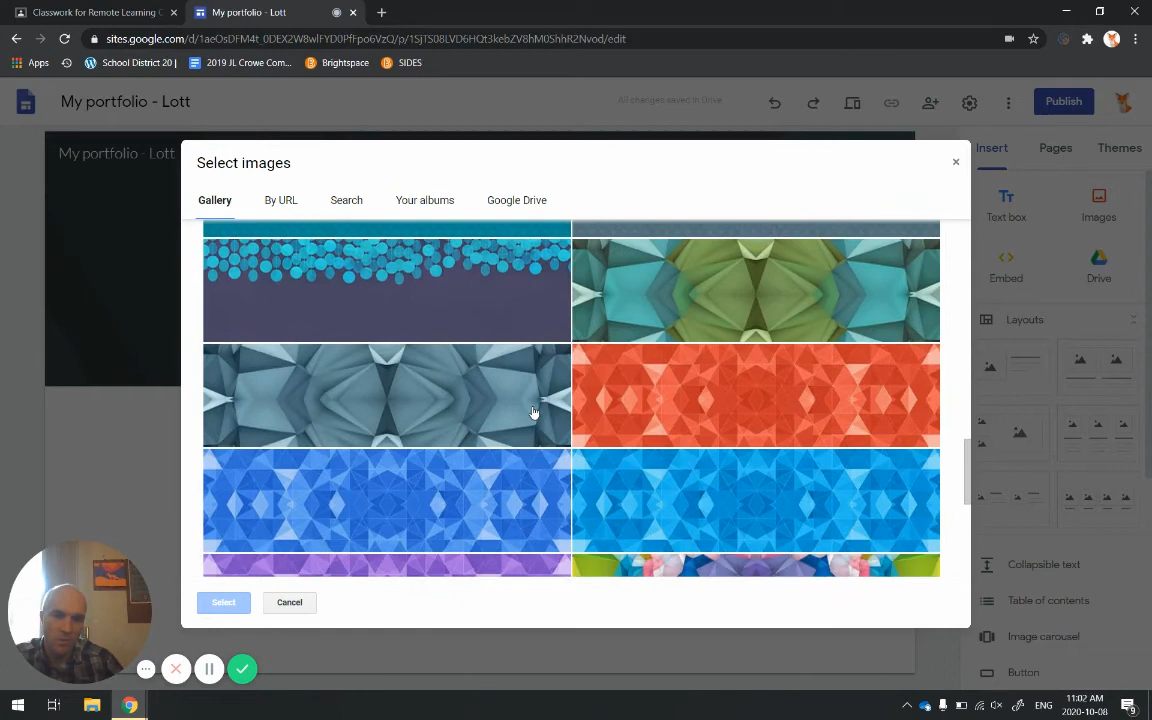 Classwork for Remote Learning C
My portfolio - Lott
sites.google.com/d/1aeOsDFM4t_0DEX2W8wlFYD0PfFpo6VzQ/p/1SjTS08LVD6HQt3kebZV8hM0ShhR2Nvod/edit
Apps
School District 20 |
2019 JL Crowe Com...
Brightspace
SIDES
My portfolio - Lott
All changes saved in Drive
Publish
My portfolio - Lott
Select images
Insert
Pages
Themes
Gallery
By URL
Search
Your albums
Google Drive
Text box
Images
Embed
Drive
Layouts
Collapsible text
Select
Cancel
Table of contents
Image carousel
Button
11:02 AM
ENG
2020-10-08
9